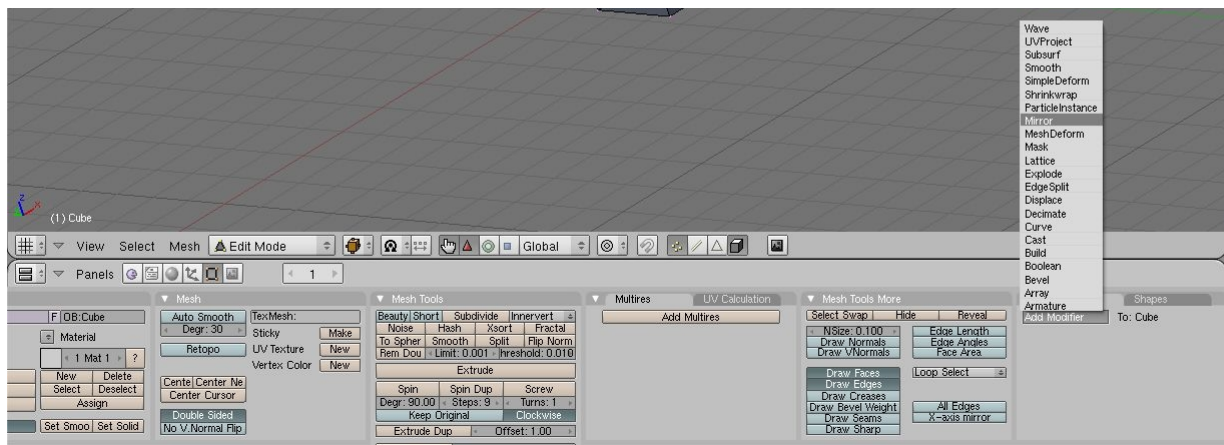 Wave
UVProject
Subsurf
Smooth
SimpleDeform
Shrinkwrap
ParticleInstance
Mirror
MeshDeform
Mask
Lattice
Explode
EdgeSplit
Displace
Decimate
Curve
Cast
Build
Boolean
Bevel
Array
Armature
z x
(1) Cube
View Select Mesh Edit Mode Global
Panels 1
Mesh Mesh Tools Multires UV Calculation Mesh Tools More Shapes
F OB:Cube
Material
1 Mat 1 ?
New Delete
Select Deselect
Assign
Set Smoo Set Solid
Auto Smooth
Degr: 30
Retopo
Cente Center Ne
Center Cursor
Double Sided
No V.Normal Flip
TexMesh:
Sticky Make
UV Texture New
Vertex Color New
Beauty Short Subdivide Innervert
Noise Hash Xsort Fractal
To Spher Smooth Split Flip Norm
Rem Dou Limit: 0.001 hreshold: 0.010
Extrude
Spin Spin Dup Screw
Degr: 90.00 Steps: 9 Turns: 1
Keep Original Clockwise
Extrude Dup Offset: 1.00
Add Multires
Select Swap Hide Reveal
NSize: 0.100
Draw Normals
Draw VNormals
Edge Length
Edge Angles
Face Area
Draw Faces
Draw Edges
Draw Creases
Draw Bevel Weight
Draw Seams
Draw Sharp
Loop Select
All Edges
X-axis mirror
Add Modifier To: Cube